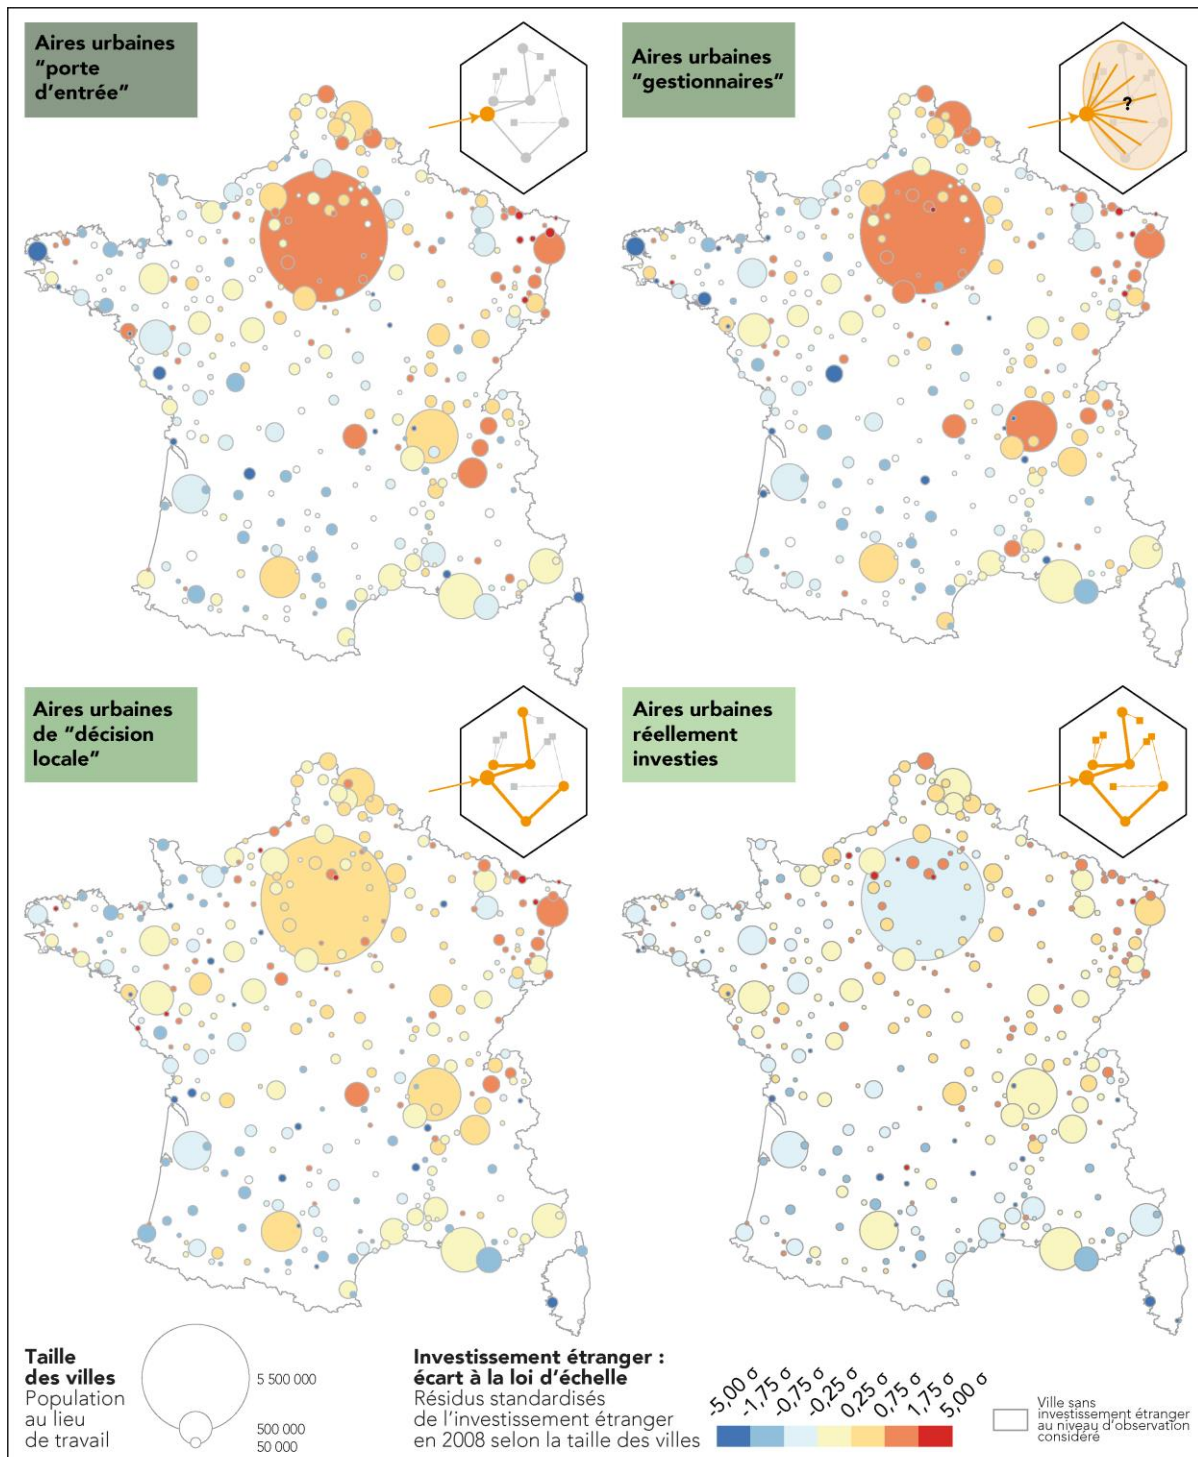 Aires urbaines
“porte
d’entrée”
Aires urbaines
“gestionnaires”
?
Aires urbaines
de “décision
locale”
Aires urbaines
réellement
investies
Taille
des villes
Population
au lieu
de travail
5 500 000
500 000
50 000
Investissement étranger :
écart à la loi d’échelle
Résidus standardisés
de l’investissement étranger
en 2008 selon la taille des villes
-5,00 σ
-1,75 σ
-0,75 σ
-0,25 σ
0,25 σ
0,75 σ
1,75 σ
5,00 σ
Ville sans
investissement étranger
au niveau d’observation
considéré